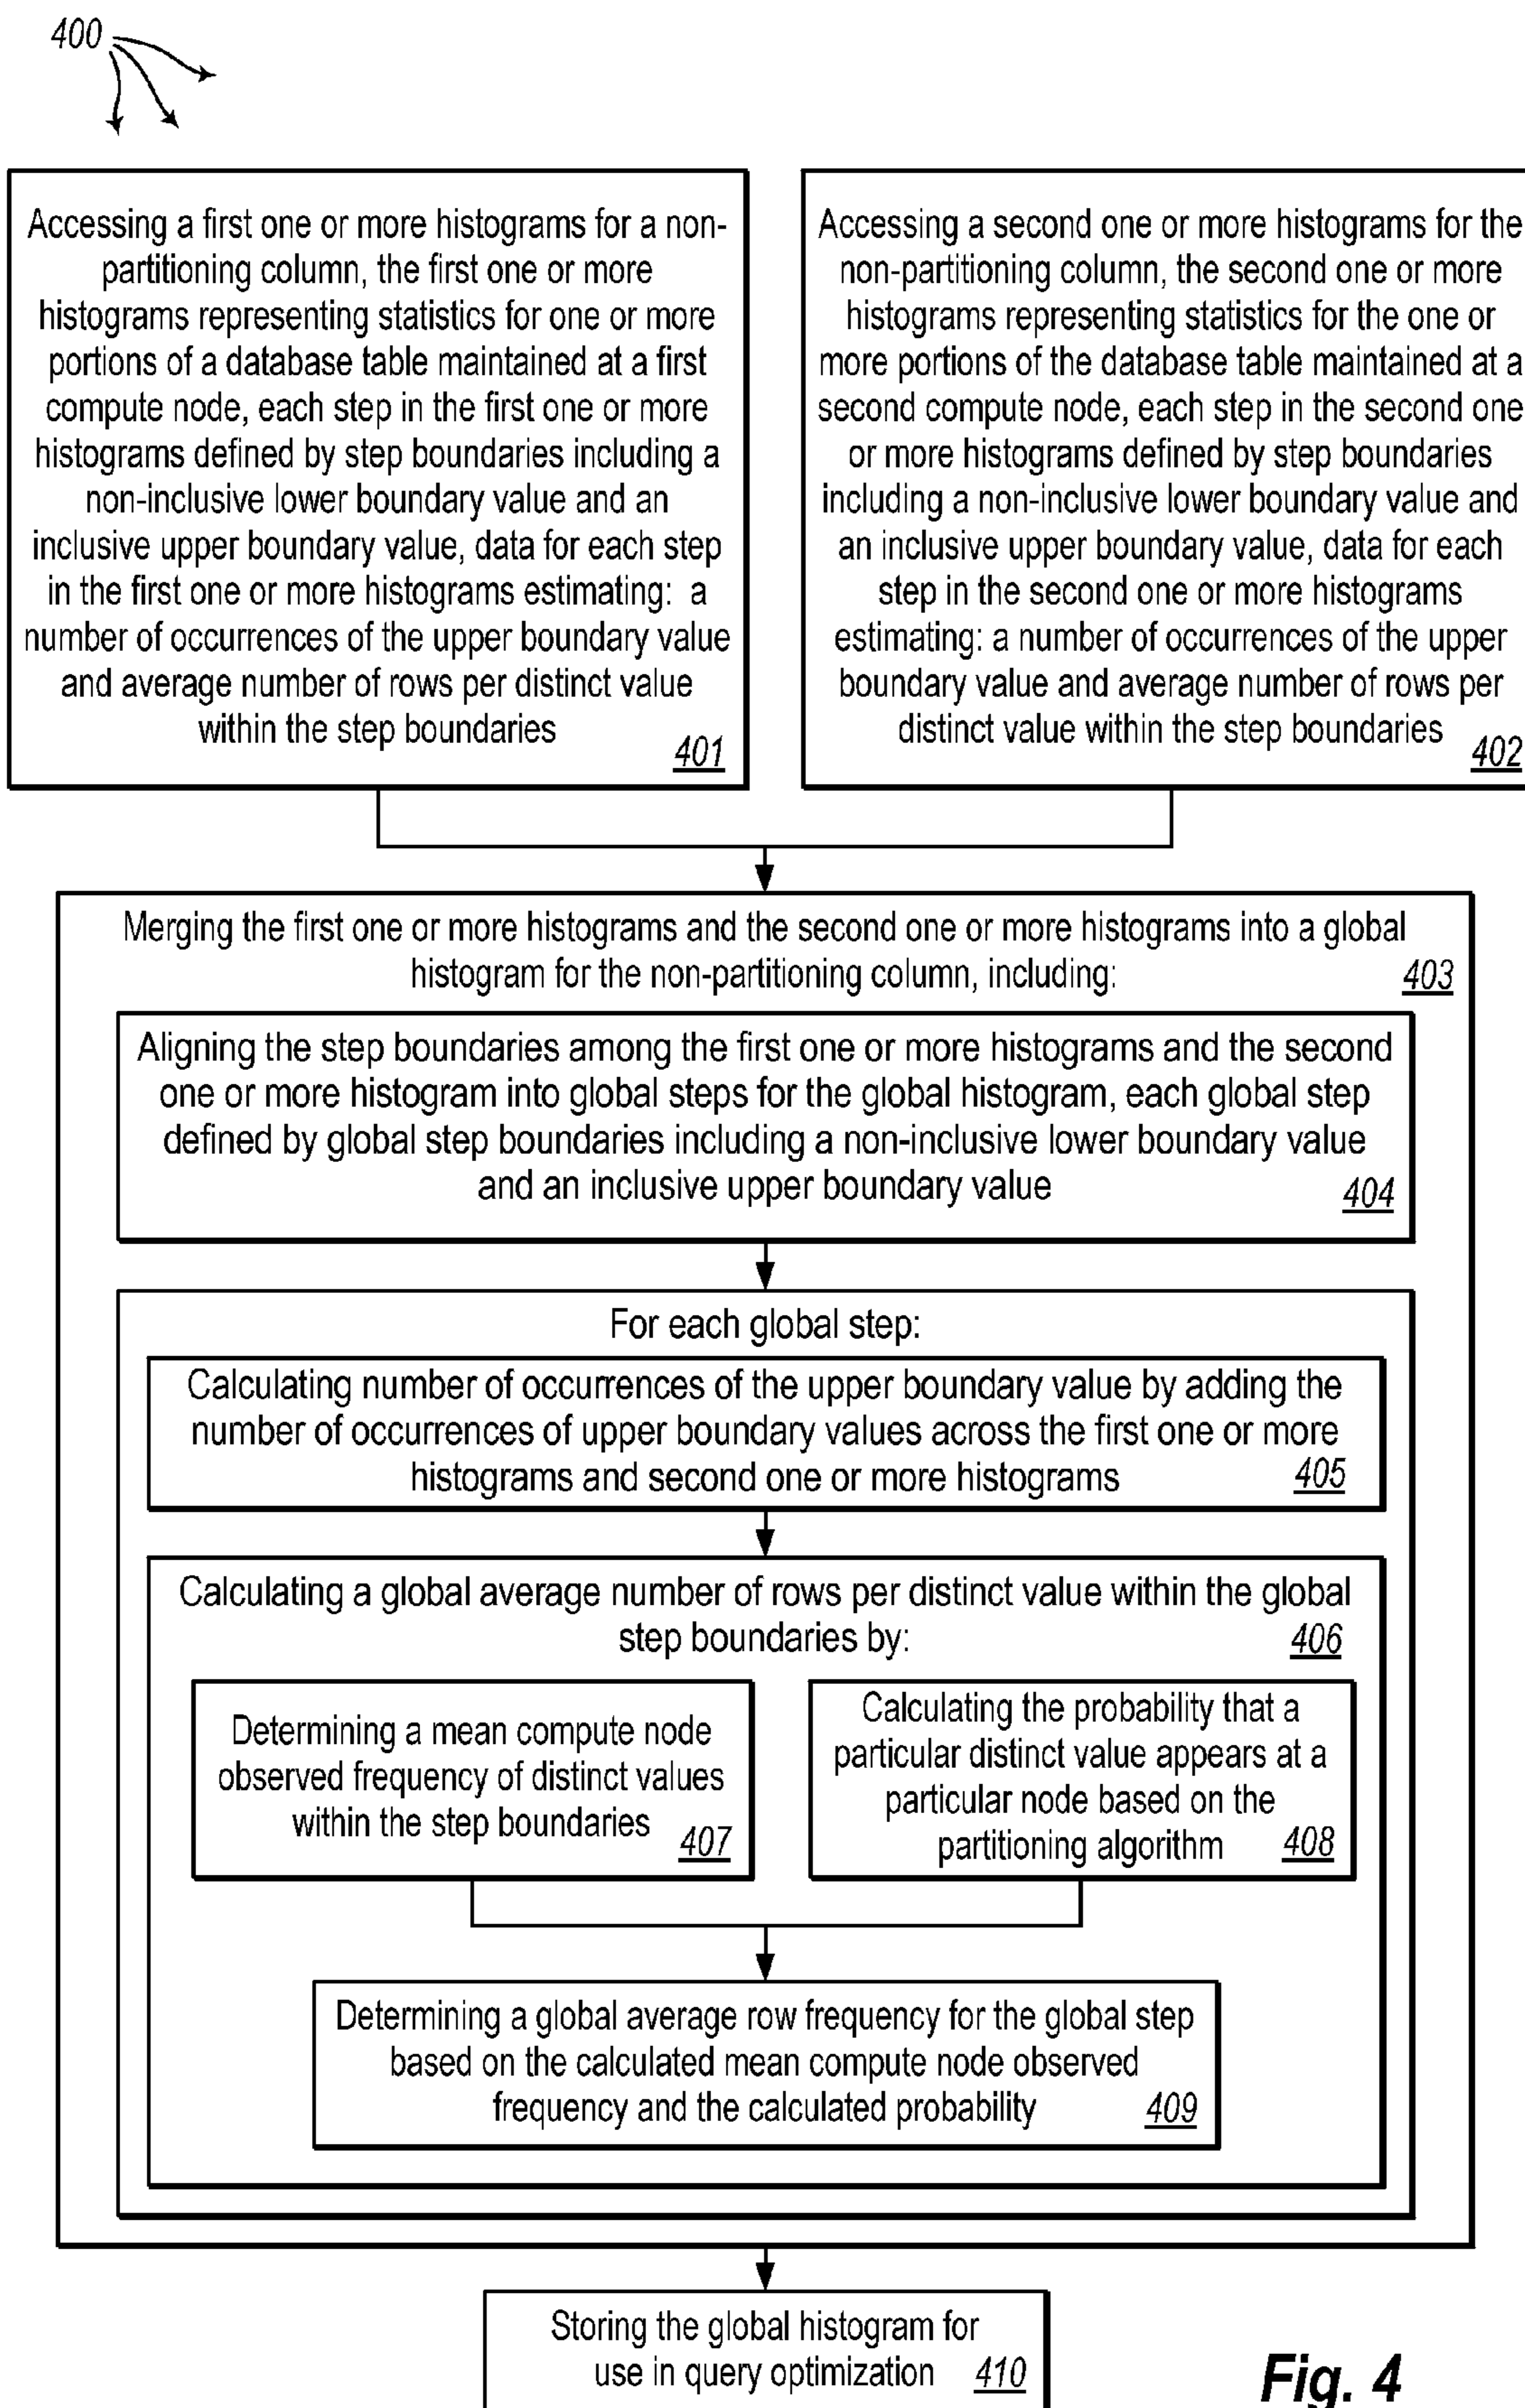 400
Accessing a first one or more histograms for a non-
partitioning column, the first one or more
histograms representing statistics for one or more
portions of a database table maintained at a first
compute node, each step in the first one or more
histograms defined by step boundaries including a
non-inclusive lower boundary value and an
inclusive upper boundary value, data for each step
in the first one or more histograms estimating: a
number of occurrences of the upper boundary value
and average number of rows per distinct value
within the step boundaries
401
Accessing a second one or more histograms for the
non-partitioning column, the second one or more
histograms representing statistics for the one or
more portions of the database table maintained at a
second compute node, each step in the second one
or more histograms defined by step boundaries
including a non-inclusive lower boundary value and
an inclusive upper boundary value, data for each
step in the second one or more histograms
estimating: a number of occurrences of the upper
boundary value and average number of rows per
distinct value within the step boundaries
402
Merging the first one or more histograms and the second one or more histograms into a global
histogram for the non-partitioning column, including:
403
Aligning the step boundaries among the first one or more histograms and the second
one or more histogram into global steps for the global histogram, each global step
defined by global step boundaries including a non-inclusive lower boundary value
and an inclusive upper boundary value
404
For each global step:
Calculating number of occurrences of the upper boundary value by adding the
number of occurrences of upper boundary values across the first one or more
histograms and second one or more histograms
405
Calculating a global average number of rows per distinct value within the global
step boundaries by:
406
Determining a mean compute node
observed frequency of distinct values
within the step boundaries
407
Calculating the probability that a
particular distinct value appears at a
particular node based on the
partitioning algorithm
408
Determining a global average row frequency for the global step
based on the calculated mean compute node observed
frequency and the calculated probability
409
Storing the global histogram for
use in query optimization
410
Fig. 4